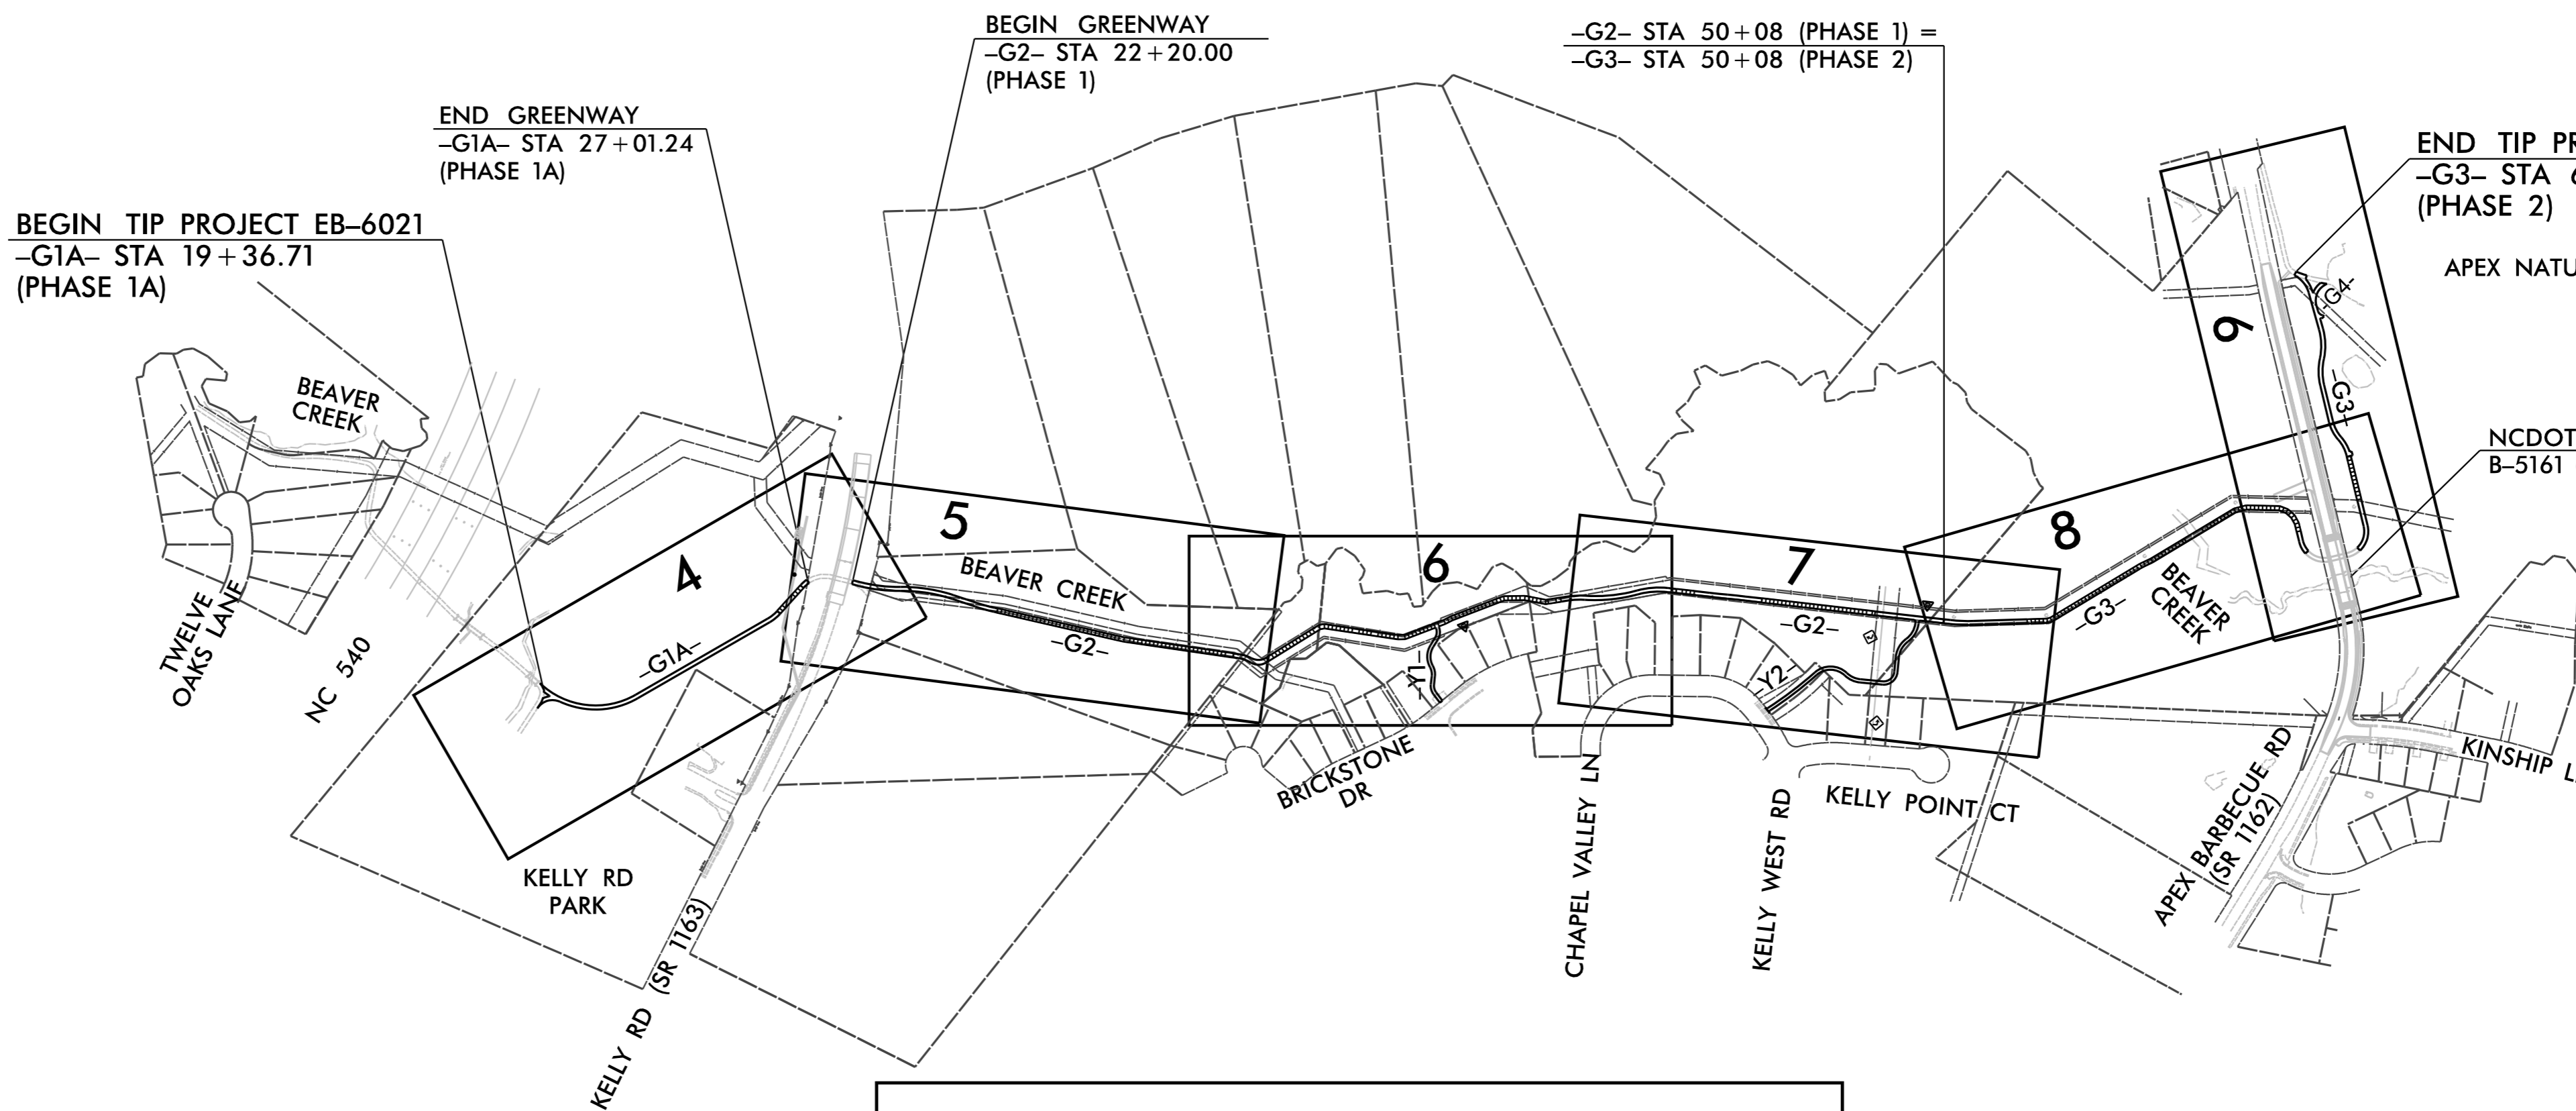 BEGIN GREENWAY
–G2– STA 22+20.00
(PHASE 1)
–G2– STA 50+08 (PHASE 1) =
–G3– STA 50+08 (PHASE 2)
END GREENWAY
–G1A– STA 27+01.24
(PHASE 1A)
END TIP PR
–G3– STA 6
(PHASE 2)
BEGIN TIP PROJECT EB–6021
–G1A– STA 19+36.71
(PHASE 1A)
APEX NATU
–G4–
9
–G3–
BEAVER
CREEK
NCDOT
B–5161
5
8
4
6
7
BEAVER CREEK
BEAVER
CREEK
–G1A–
–G2–
–G2–
–G3–
–Y1–
–Y2–
TWELVE
OAKS LANE
NC 540
BRICKSTONE
DR
CHAPEL VALLEY LN
KELLY WEST RD
KELLY POINT CT
APEX BARBECUE RD
(SR 1162)
KINSHIP L
KELLY RD
PARK
KELLY RD (SR 1163)